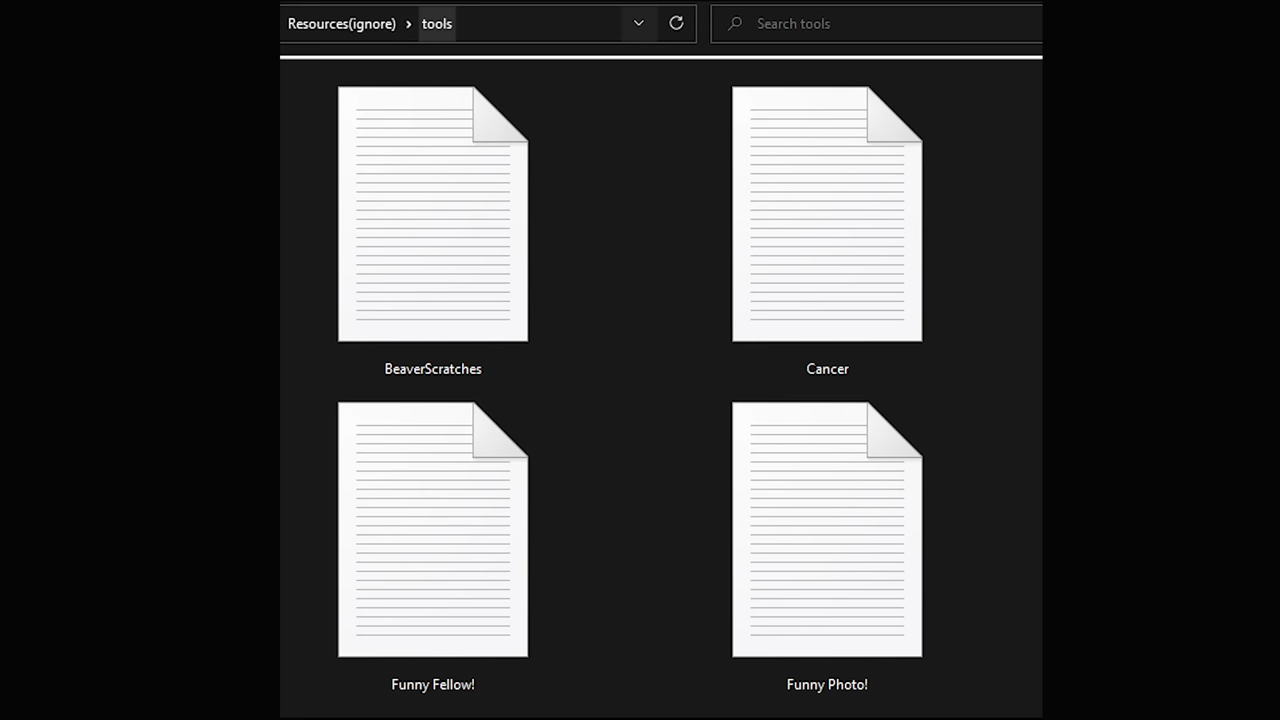 Resources(ignore) › tools
Search tools
BeaverScratches
Cancer
Funny Fellow!
Funny Photo!